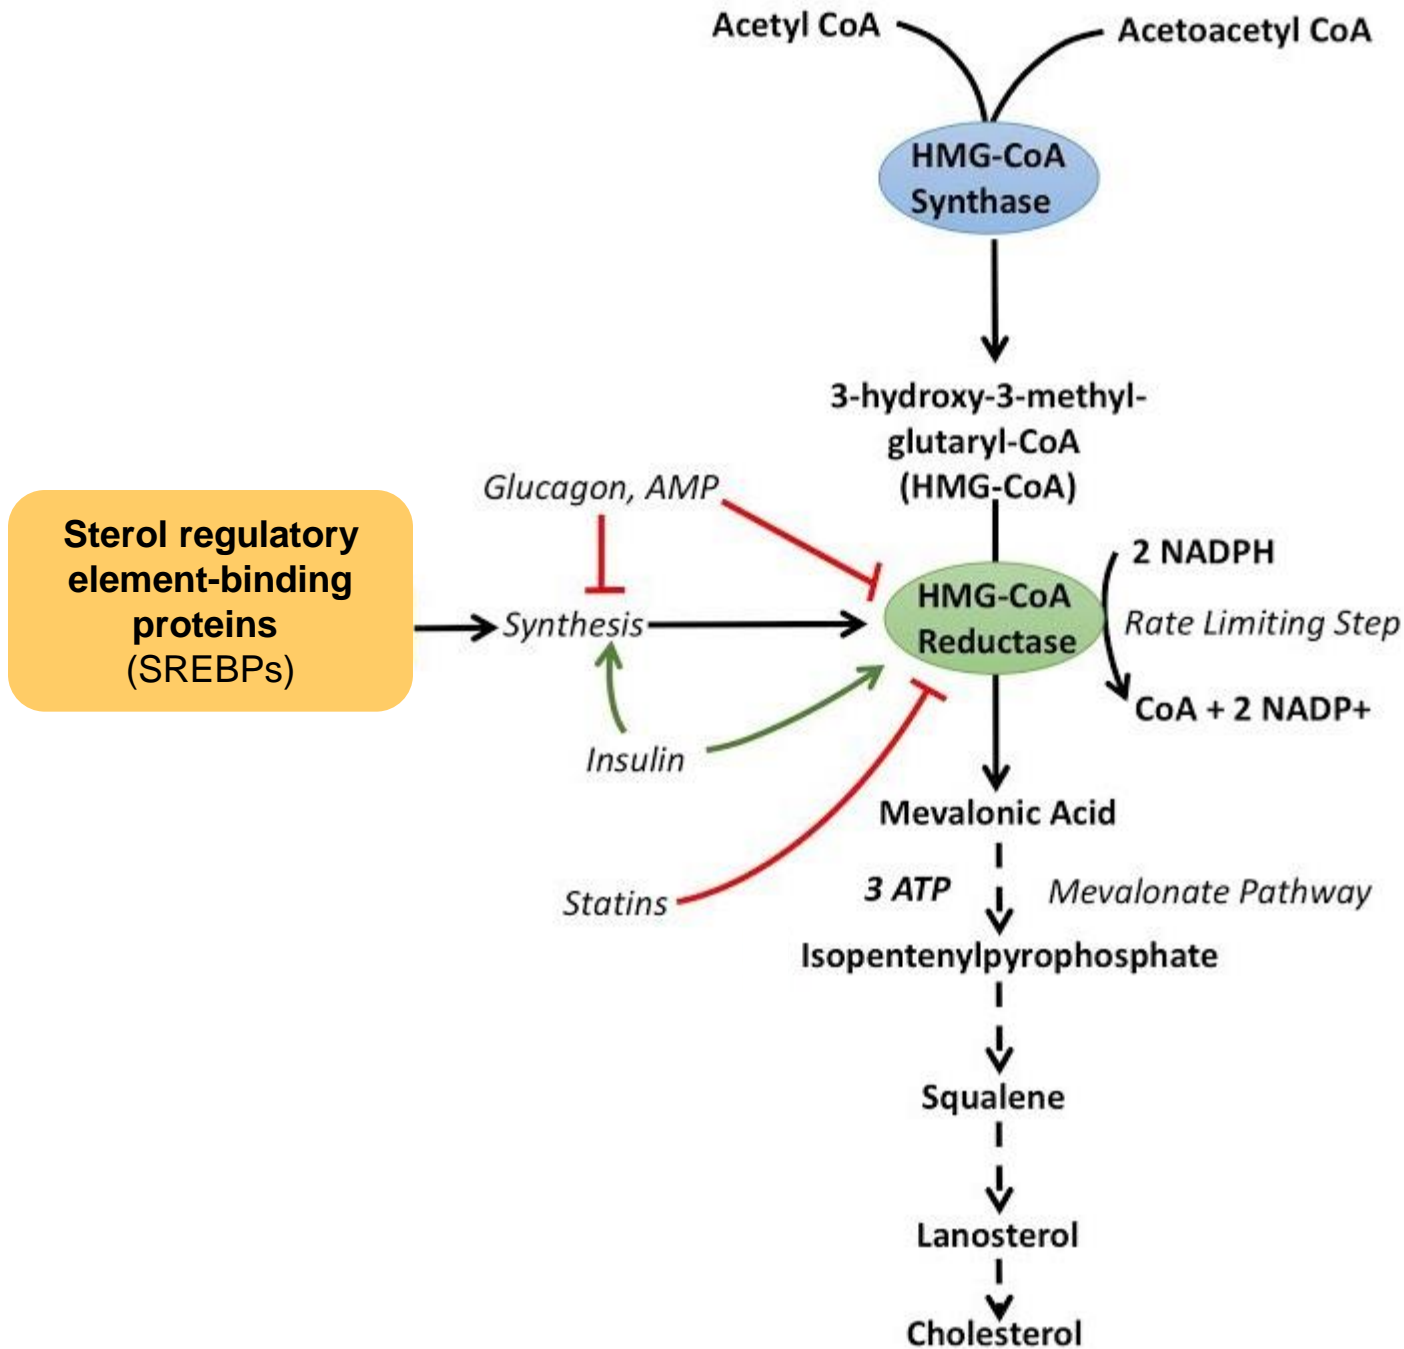 Acetyl CoA
Acetoacetyl CoA
HMG-CoA
Synthase
3-hydroxy-3-methyl-
glutaryl-CoA
(HMG-CoA)
Glucagon, AMP
Sterol regulatory
element-binding
proteins
(SREBPs)
Synthesis
HMG-CoA
Reductase
2 NADPH
Rate Limiting Step
CoA + 2 NADP+
Insulin
Mevalonic Acid
Statins
3 ATP
Mevalonate Pathway
Isopentenylpyrophosphate
Squalene
Lanosterol
Cholesterol